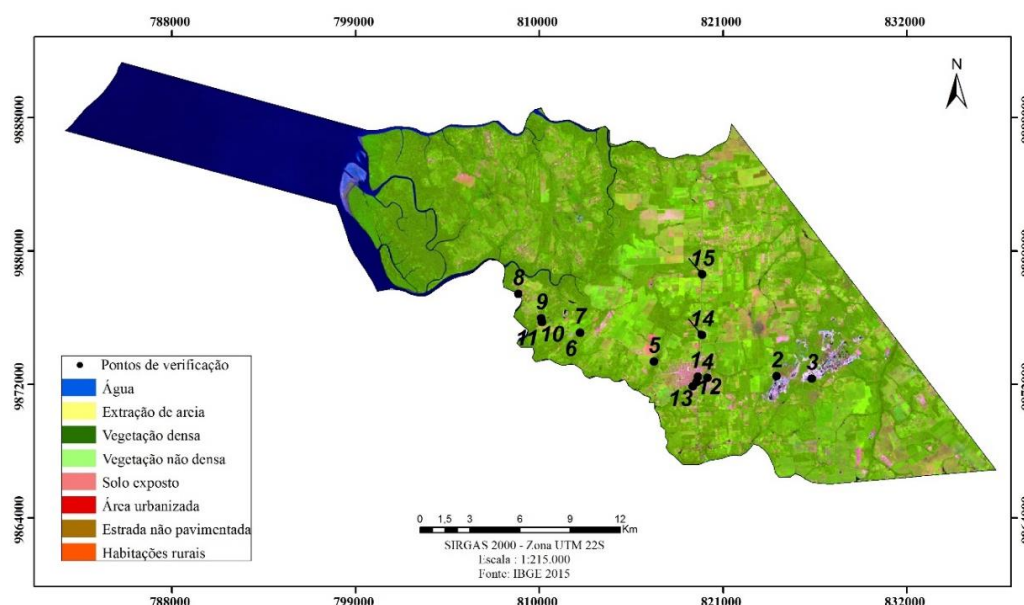 788000 799000 810000 821000 832000
N
9888000
9880000 9880000
9872000
9864000
15
8
9
14
7
11 10
6
5
14
2 3
12
13
Pontos de verificação
Água
Extração de arcia
Vegetação densa
Vegetação não densa
Solo exposto
Área urbanizada
Estrada não pavimentada
Habitações rurais
0 1,5 3 6 9 12
Km
SIRGAS 2000 - Zona UTM 22S
Escala : 1:215.000
Fonte: IBGE 2015
788000 799000 810000 821000 832000